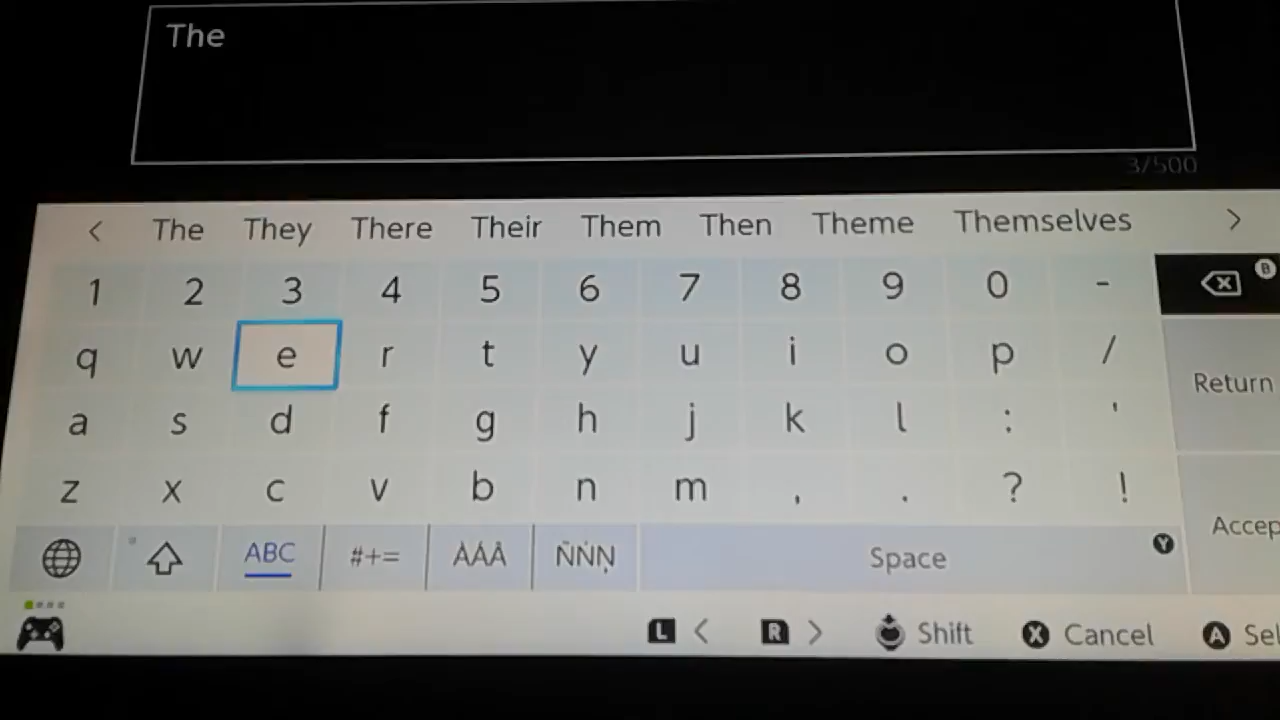 The
3/500
< The They There Their Them Then Theme Themselves >
1 2 3 4 5 6 7 8 9 0 - B
q w e r t y u i o p / Return
a s d f g h j k l : '
z x c v b n m , . ? ! Accep
ABC #+= ÀÁÂ ÑŃṆ Space Y
L < R > Shift X Cancel A Sel